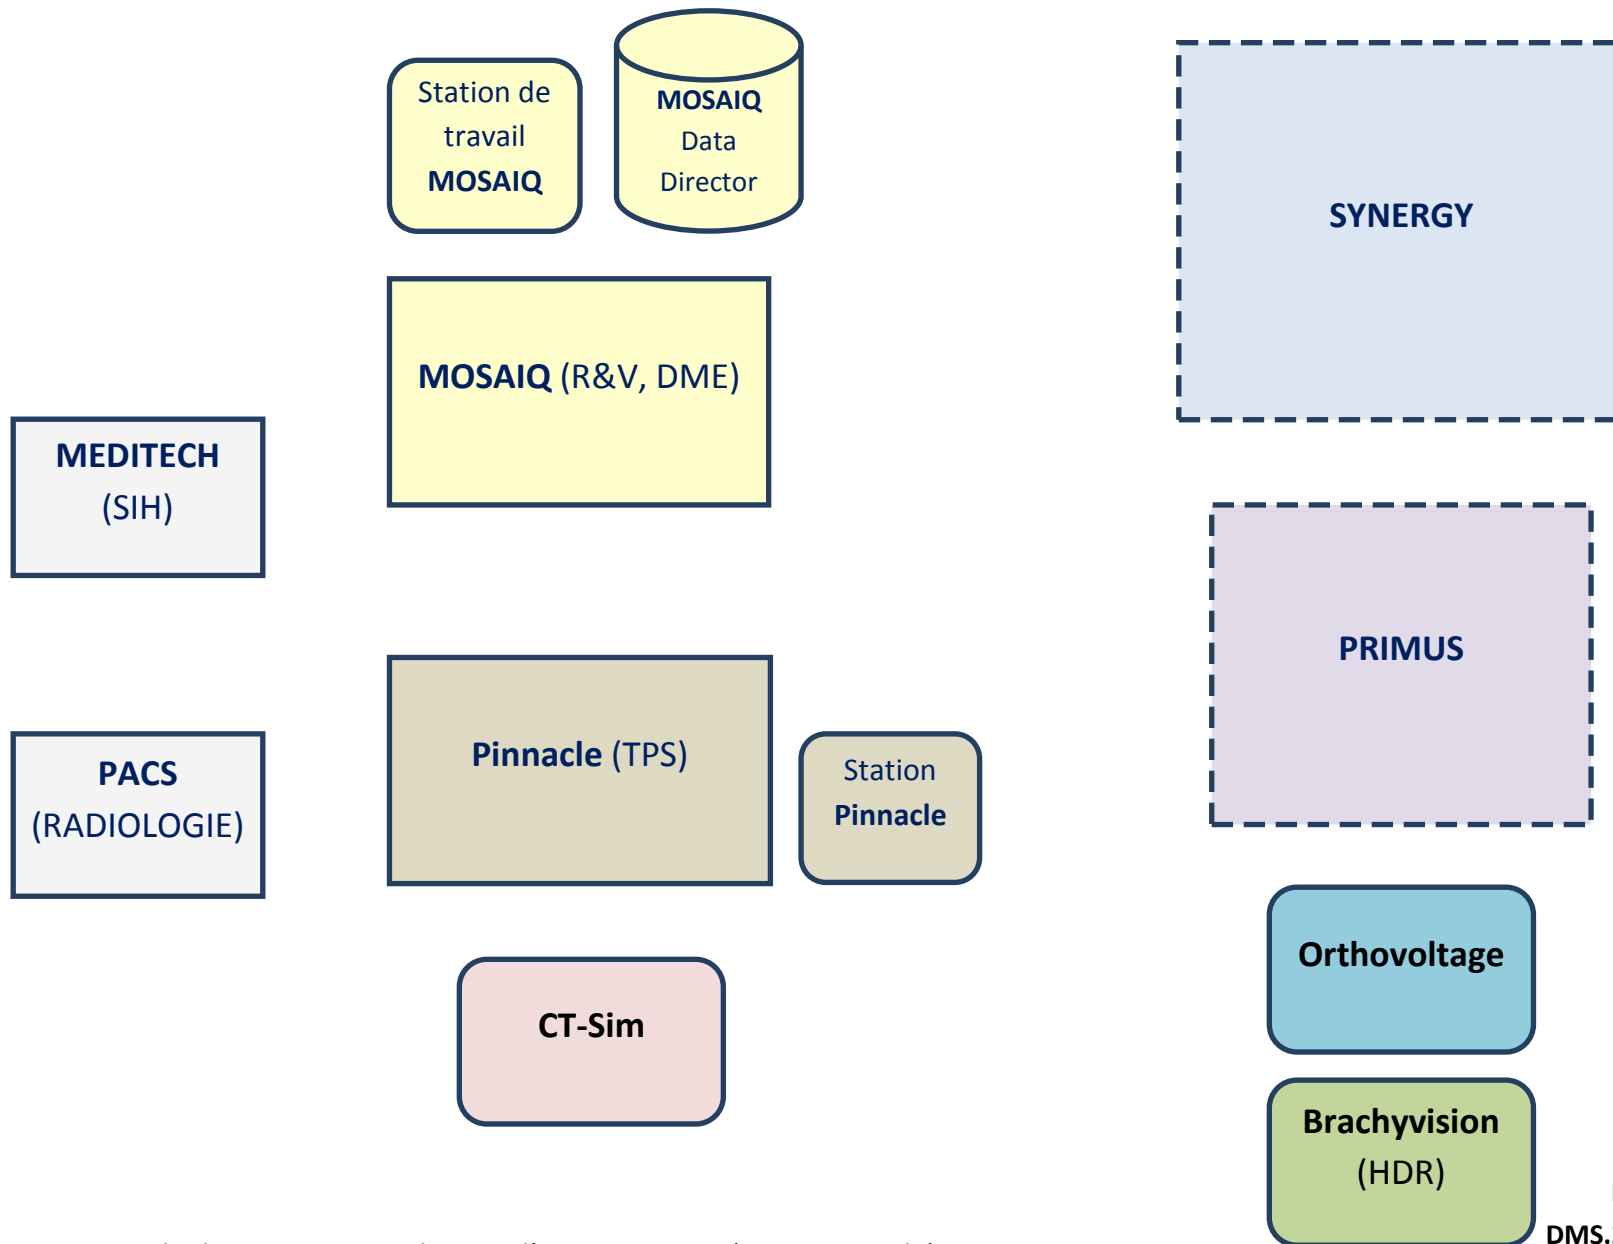 Station de
travail
MOSAIQ
MOSAIQ
Data
Director
SYNERGY
MOSAIQ (R&V, DME)
MEDITECH
(SIH)
PRIMUS
Pinnacle (TPS)
Station
Pinnacle
PACS
(RADIOLOGIE)
Orthovoltage
CT-Sim
Brachyvision
(HDR)
DMS.